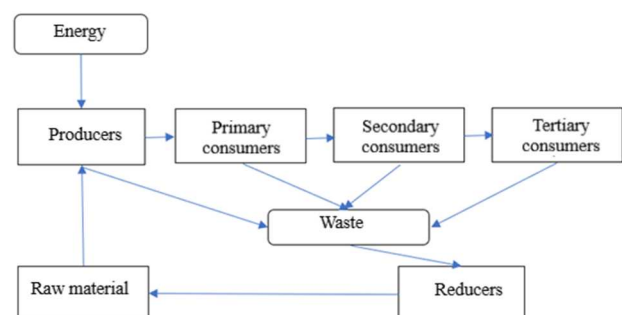 Energy
Producers
Primary
consumers
Secondary
consumers
Tertiary
consumers
Waste
Raw material
Reducers